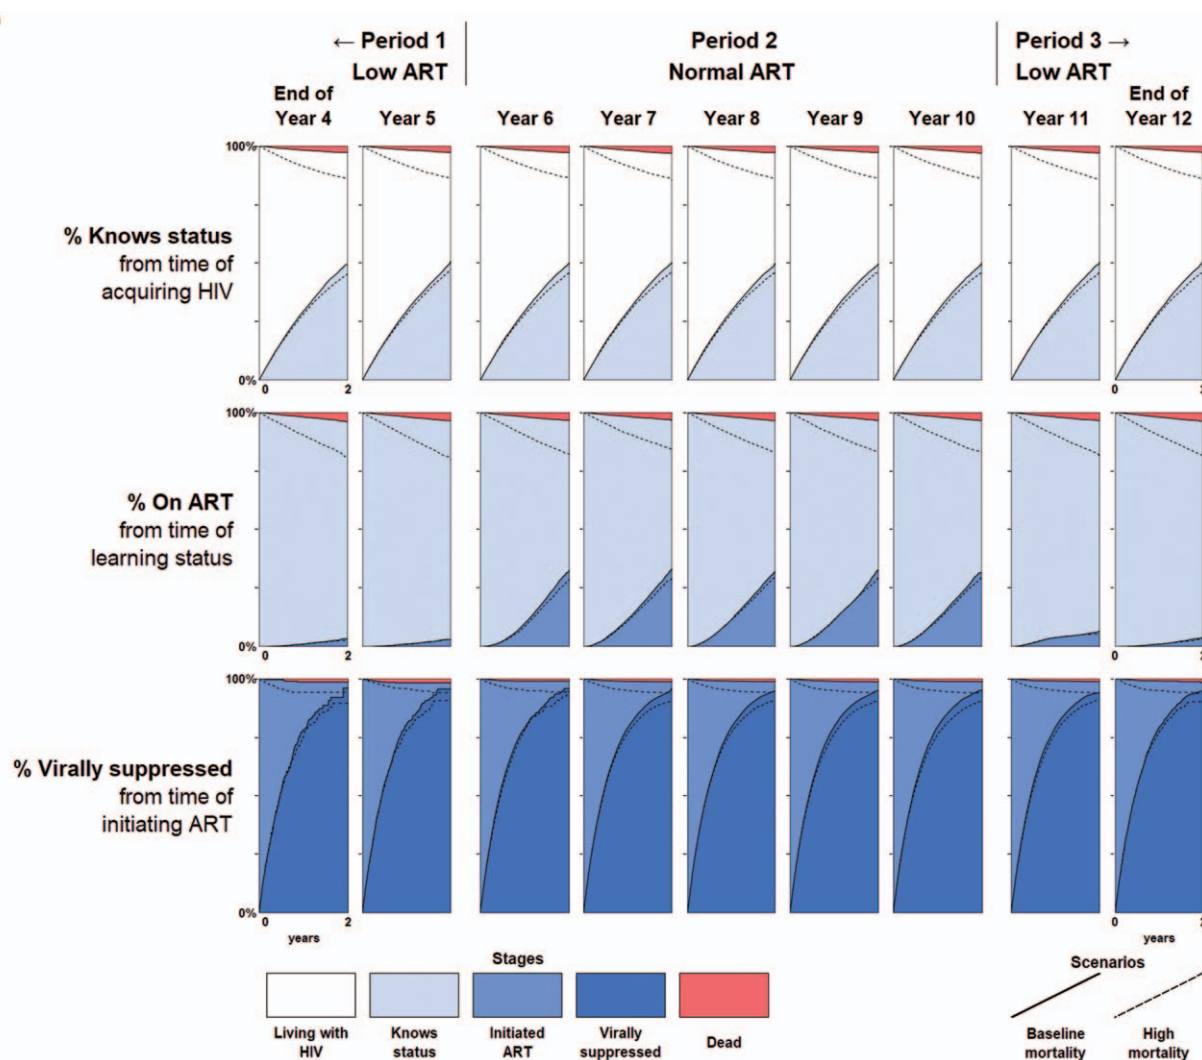 ← Period 1
Low ART
Period 2
Normal ART
Period 3 →
Low ART
End of
Year 4
Year 5
Year 6
Year 7
Year 8
Year 9
Year 10
Year 11
End of
Year 12
100%
% Knows status
from time of
acquiring HIV
0%
0
2
0
100%
% On ART
from time of
learning status
0%
0
2
0
100%
% Virally suppressed
from time of
initiating ART
0%
0
2
years
0
years
Stages
Living with
HIV
Knows
status
Initiated
ART
Virally
suppressed
Dead
Scenarios
Baseline
mortality
High
mortality